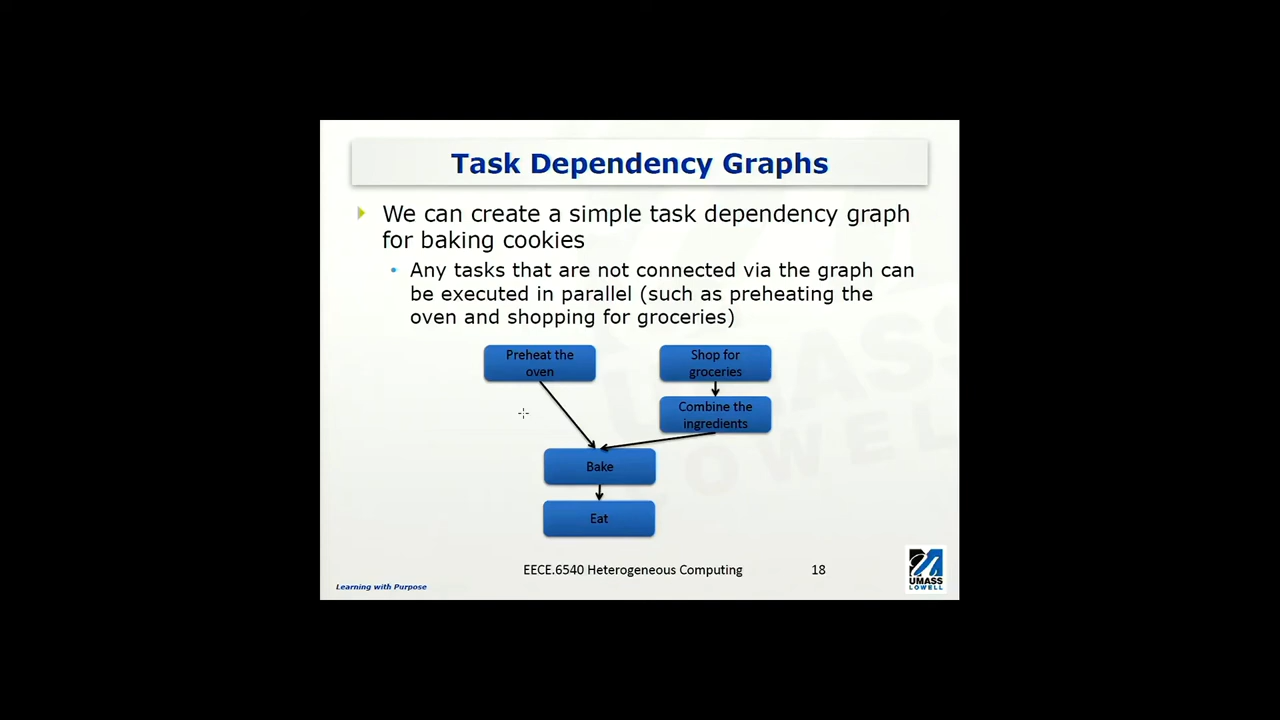 Task Dependency Graphs
We can create a simple task dependency graph
for baking cookies
Any tasks that are not connected via the graph can
be executed in parallel (such as preheating the
oven and shopping for groceries)
Preheat the
oven
Shop for
groceries
Combine the
ingredients
Bake
Eat
EECE.6540 Heterogeneous Computing
18
Learning with Purpose
UMASS
LOWELL
UMASS
LOWELL